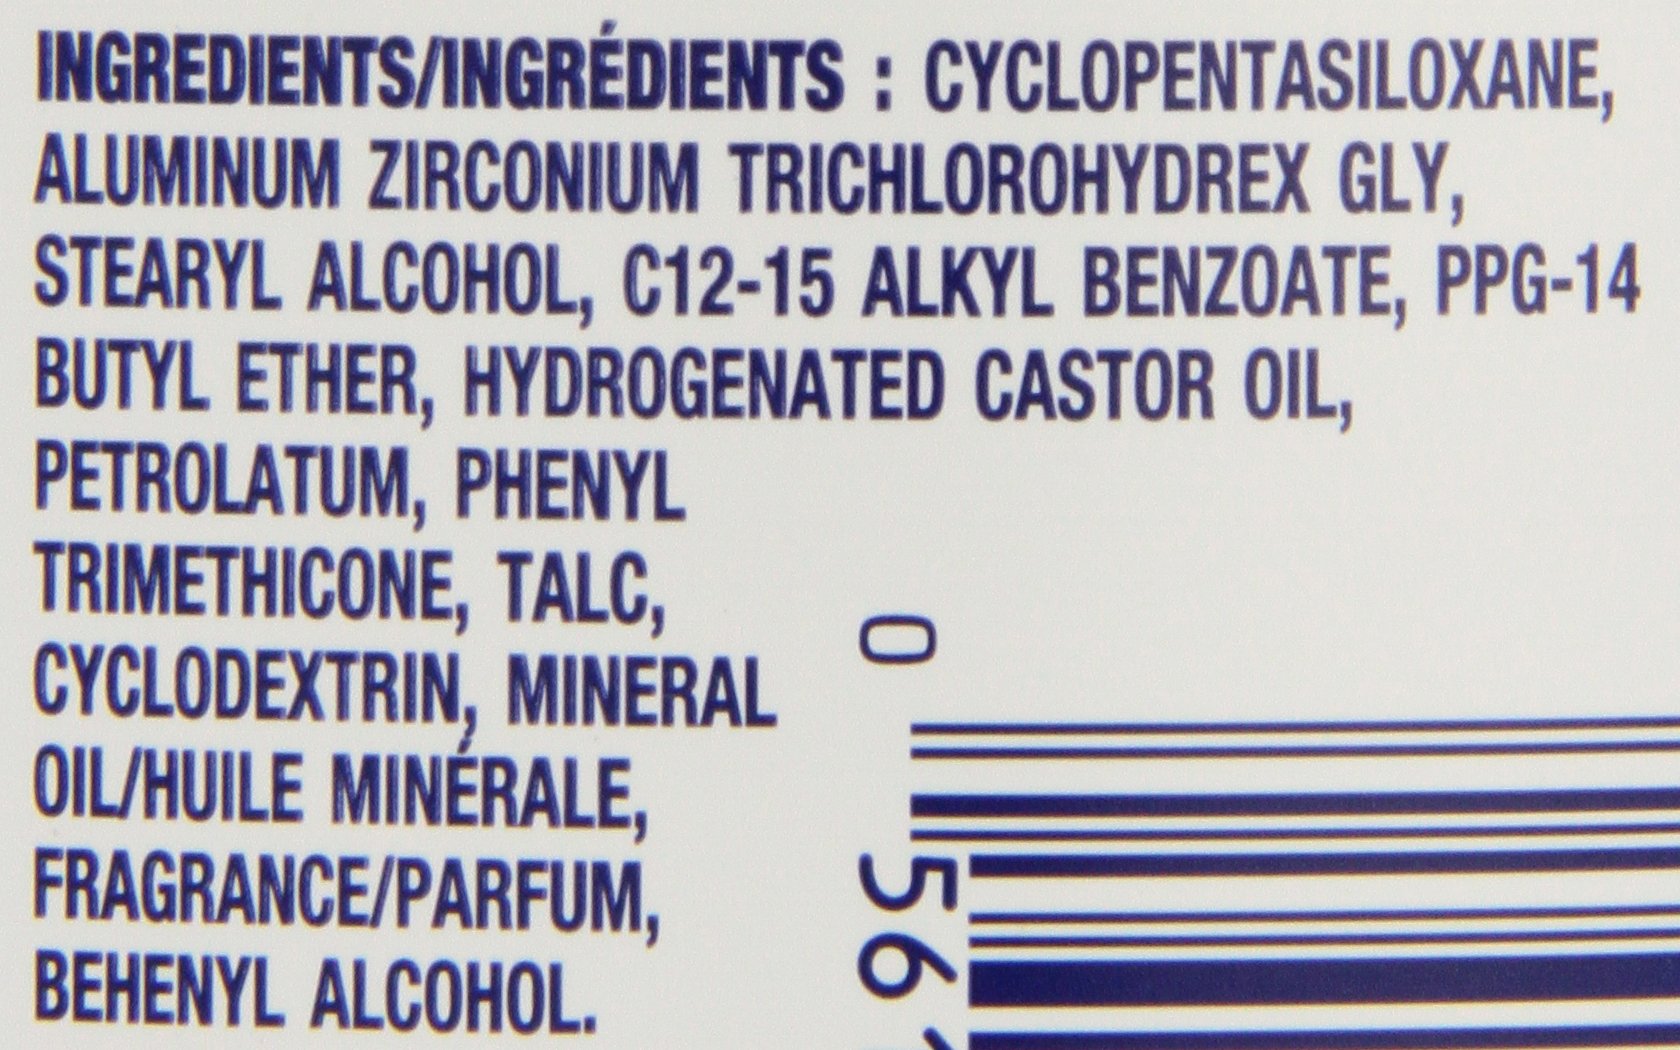 INGREDIENTS/INGRÉDIENTS : CYCLOPENTASILOXANE,
ALUMINUM ZIRCONIUM TRICHLOROHYDREX GLY,
STEARYL ALCOHOL, C12-15 ALKYL BENZOATE, PPG-14
BUTYL ETHER, HYDROGENATED CASTOR OIL,
PETROLATUM, PHENYL
TRIMETHICONE, TALC,
CYCLODEXTRIN, MINERAL
OIL/HUILE MINÉRALE,
FRAGRANCE/PARFUM,
BEHENYL ALCOHOL.
0
56